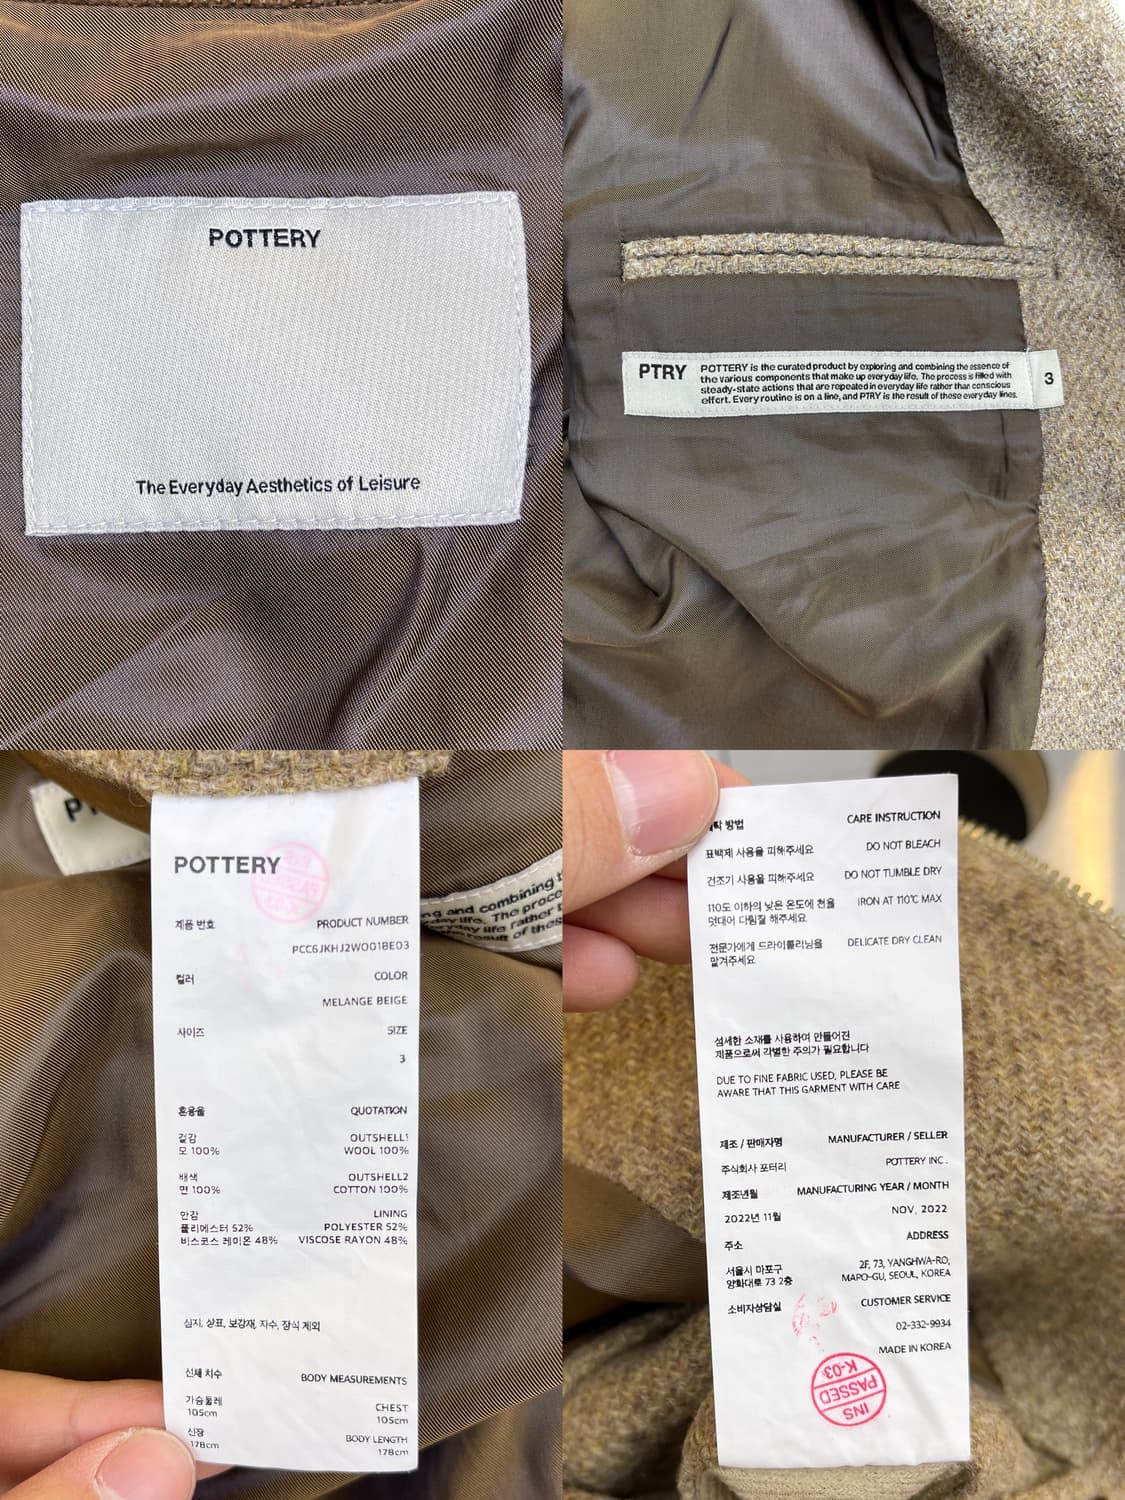 POTTERY
The Everyday Aesthetics of Leisure
PTRY
POTTERY is the curated product by exploring and combining the essence of
the various components that make up everyday life. The process is filled with
steady-state actions that are repeated in everyday life rather than conscious
effort. Every routine is on a line, and PTRY is the result of these everyday lines.
3
POTTERY
제품 번호 PRODUCT NUMBER
PCC6JKHJ2W001BE03
컬러 COLOR
MELANGE BEIGE
사이즈 SIZE
3
혼용율 QUOTATION
겉감 OUTSHELL1
모 100% WOOL 100%
배색 OUTSHELL2
면 100% COTTON 100%
안감 LINING
폴리에스터 52% POLYESTER 52%
비스코스 레이온 48% VISCOSE RAYON 48%
심지, 상표, 보강재, 자수, 장식 제외
신체 치수 BODY MEASUREMENTS
가슴둘레 CHEST
105cm 105cm
신장 BODY LENGTH
178cm 178cm
and combining
life. The
life rather
result of
방법 CARE INSTRUCTION
표백제 사용을 피해주세요 DO NOT BLEACH
건조기 사용을 피해주세요 DO NOT TUMBLE DRY
110도 이하의 낮은 온도에 천을 IRON AT 110℃ MAX
덧대어 다림질 해주세요
전문가에게 드라이클리닝을 DELICATE DRY CLEAN
맡겨주세요
섬세한 소재를 사용하여 만들어진
제품으로써 각별한 주의가 필요합니다
DUE TO FINE FABRIC USED, PLEASE BE
AWARE THAT THIS GARMENT WITH CARE
제조 / 판매자명 MANUFACTURER / SELLER
주식회사 포터리 POTTERY INC.
제조년월 MANUFACTURING YEAR / MONTH
2022년 11월 NOV, 2022
주소 ADDRESS
서울시 마포구 2F, 73, YANGHWA-RO,
양화대로 73 2층 MAPO-GU, SEOUL, KOREA
소비자상담실 CUSTOMER SERVICE
02-332-9934
MADE IN KOREA
INS
PASSED
K-03